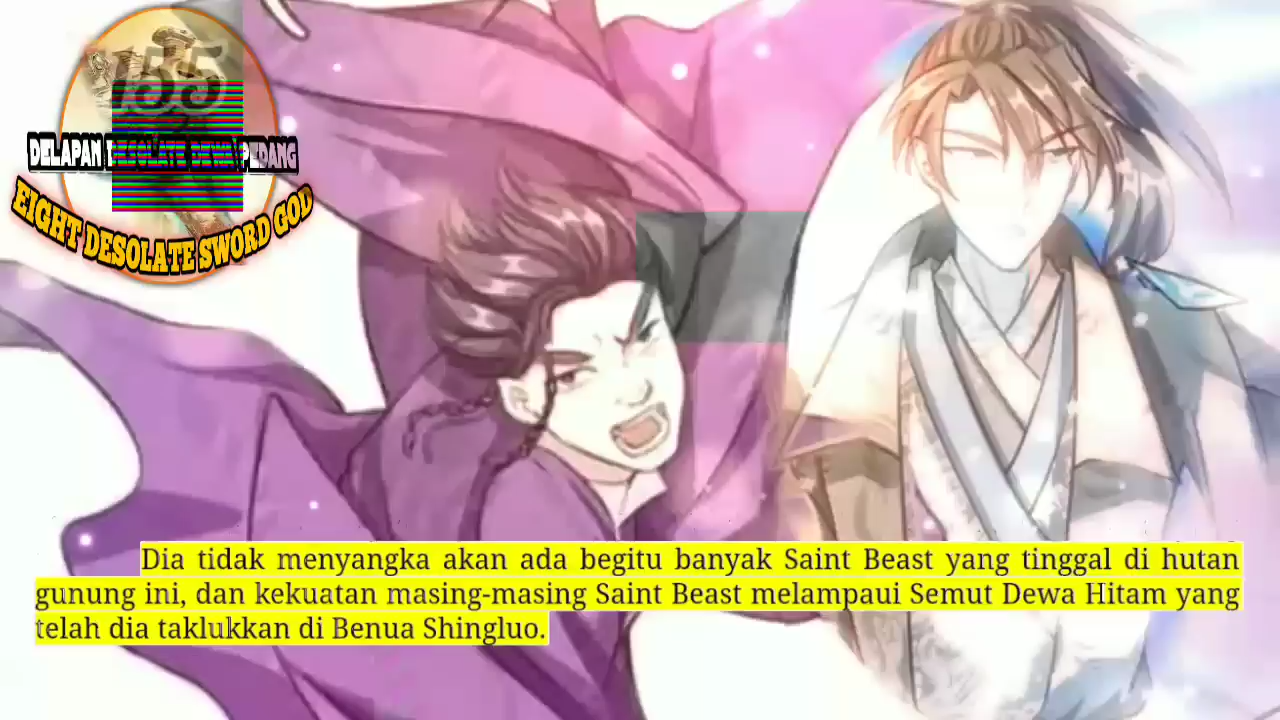 155
DELAPAN DESOLATE DEWA PEDANG
EIGHT DESOLATE SWORD GOD
Dia tidak menyangka akan ada begitu banyak Saint Beast yang tinggal di hutan
gunung ini, dan kekuatan masing-masing Saint Beast melampaui Semut Dewa Hitam yang
telah dia taklukkan di Benua Shingluo.